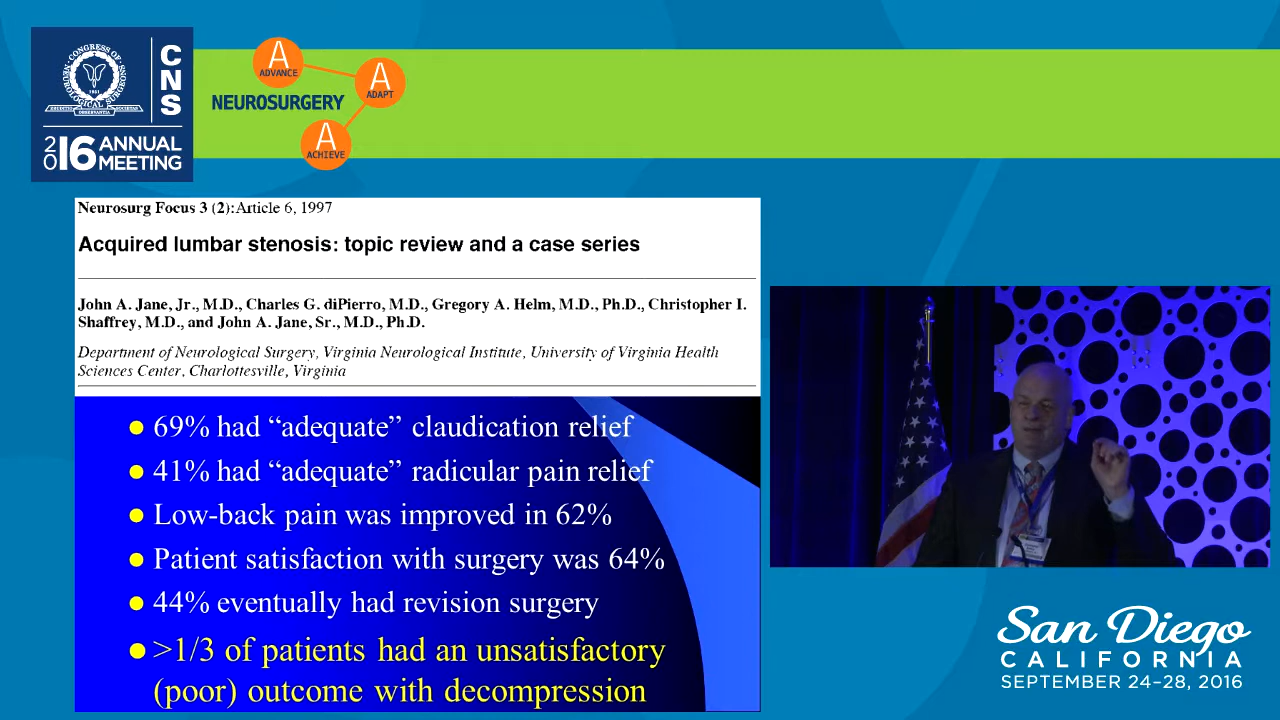 CONGRESS OF NEUROLOGICAL SURGEONS
1951
CNS
2016 ANNUAL
MEETING
A
ADVANCE
A
ADAPT
NEUROSURGERY
A
ACHIEVE
Neurosurg Focus 3 (2):Article 6, 1997
Acquired lumbar stenosis: topic review and a case series
John A. Jane, Jr., M.D., Charles G. diPierro, M.D., Gregory A. Helm, M.D., Ph.D., Christopher I.
Shaffrey, M.D., and John A. Jane, Sr., M.D., Ph.D.
Department of Neurological Surgery, Virginia Neurological Institute, University of Virginia Health
Sciences Center, Charlottesville, Virginia
● 69% had “adequate” claudication relief
● 41% had “adequate” radicular pain relief
● Low-back pain was improved in 62%
● Patient satisfaction with surgery was 64%
● 44% eventually had revision surgery
● >1/3 of patients had an unsatisfactory
(poor) outcome with decompression
San Diego
CALIFORNIA
SEPTEMBER 24–28, 2016